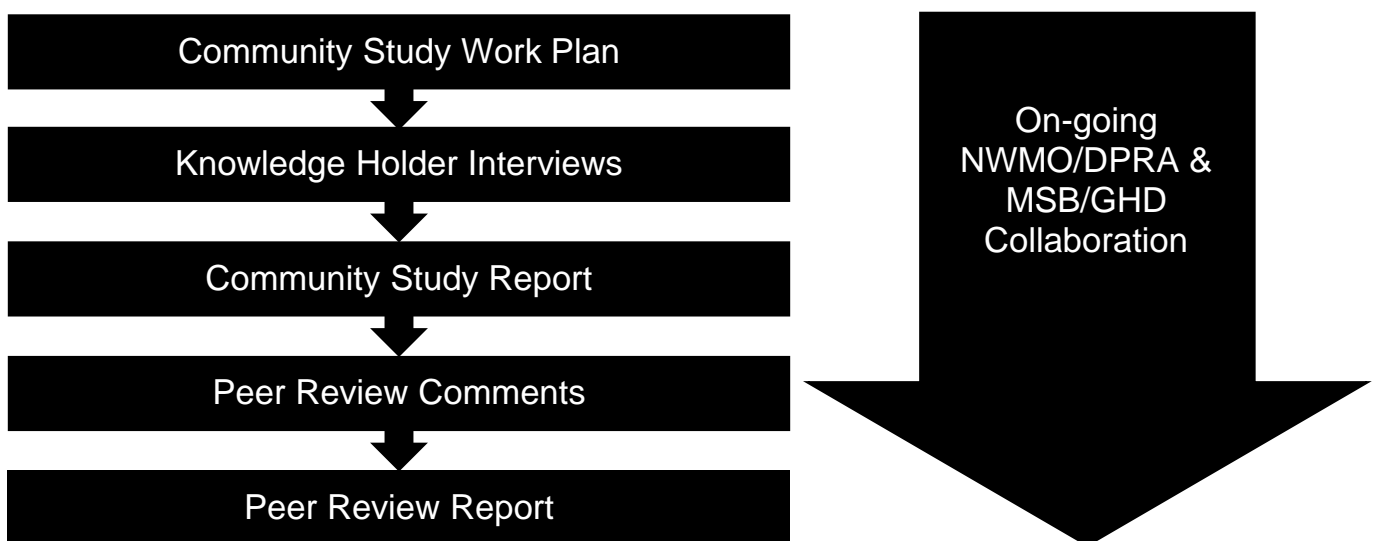 Community Study Work Plan
Knowledge Holder Interviews
Community Study Report
Peer Review Comments
Peer Review Report
On-going
NWMO/DPRA &
MSB/GHD
Collaboration